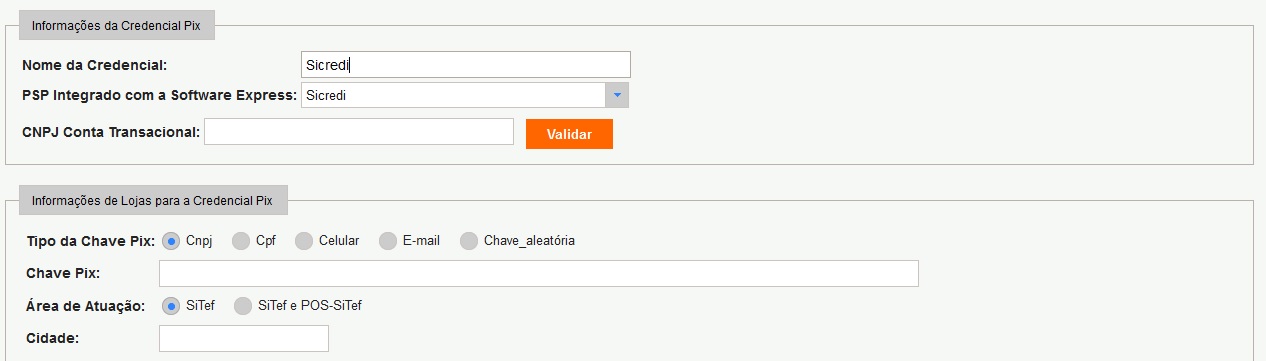 Informações da Credencial Pix
Nome da Credencial: Sicredi
PSP Integrado com a Software Express: Sicredi
CNPJ Conta Transacional: Validar
Informações de Lojas para a Credencial Pix
Tipo da Chave Pix: Cnpj Cpf Celular E-mail Chave_aleatória
Chave Pix:
Área de Atuação: SiTef SiTef e POS-SiTef
Cidade: